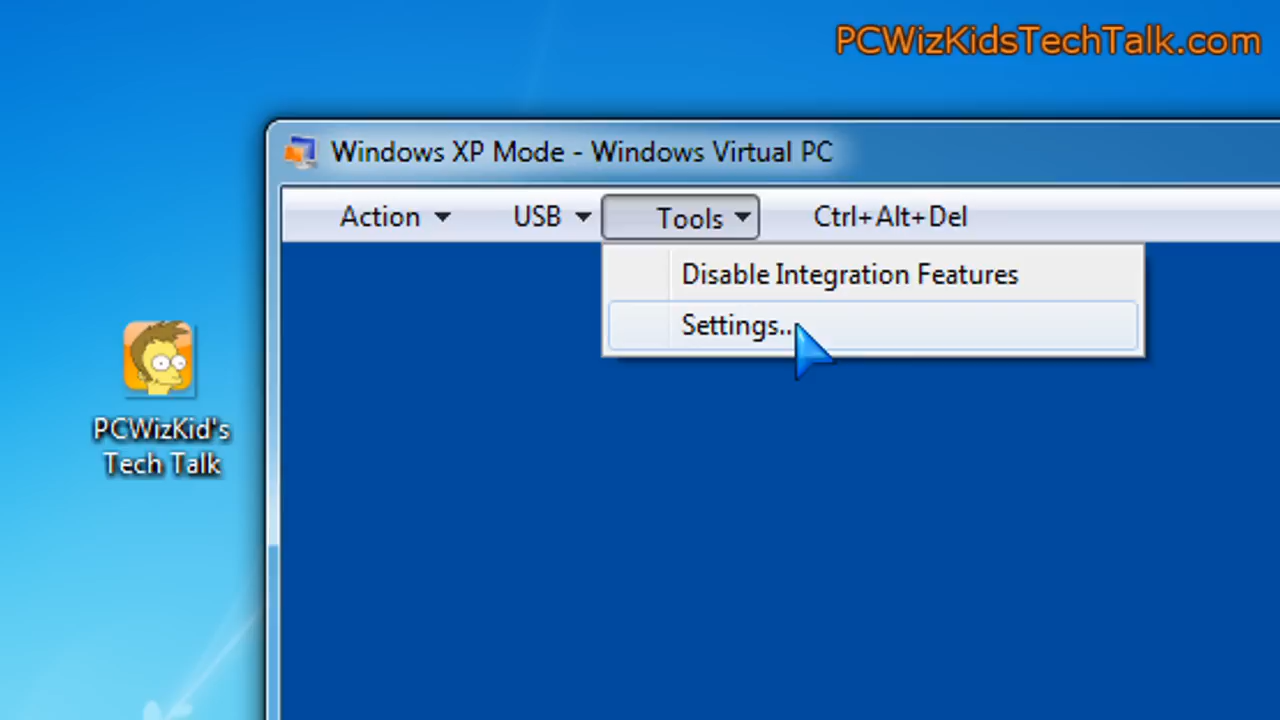 PCWizKidsTechTalk.com
Windows XP Mode - Windows Virtual PC
Action USB Tools Ctrl+Alt+Del
Disable Integration Features
Settings...
PCWizKid's
Tech Talk